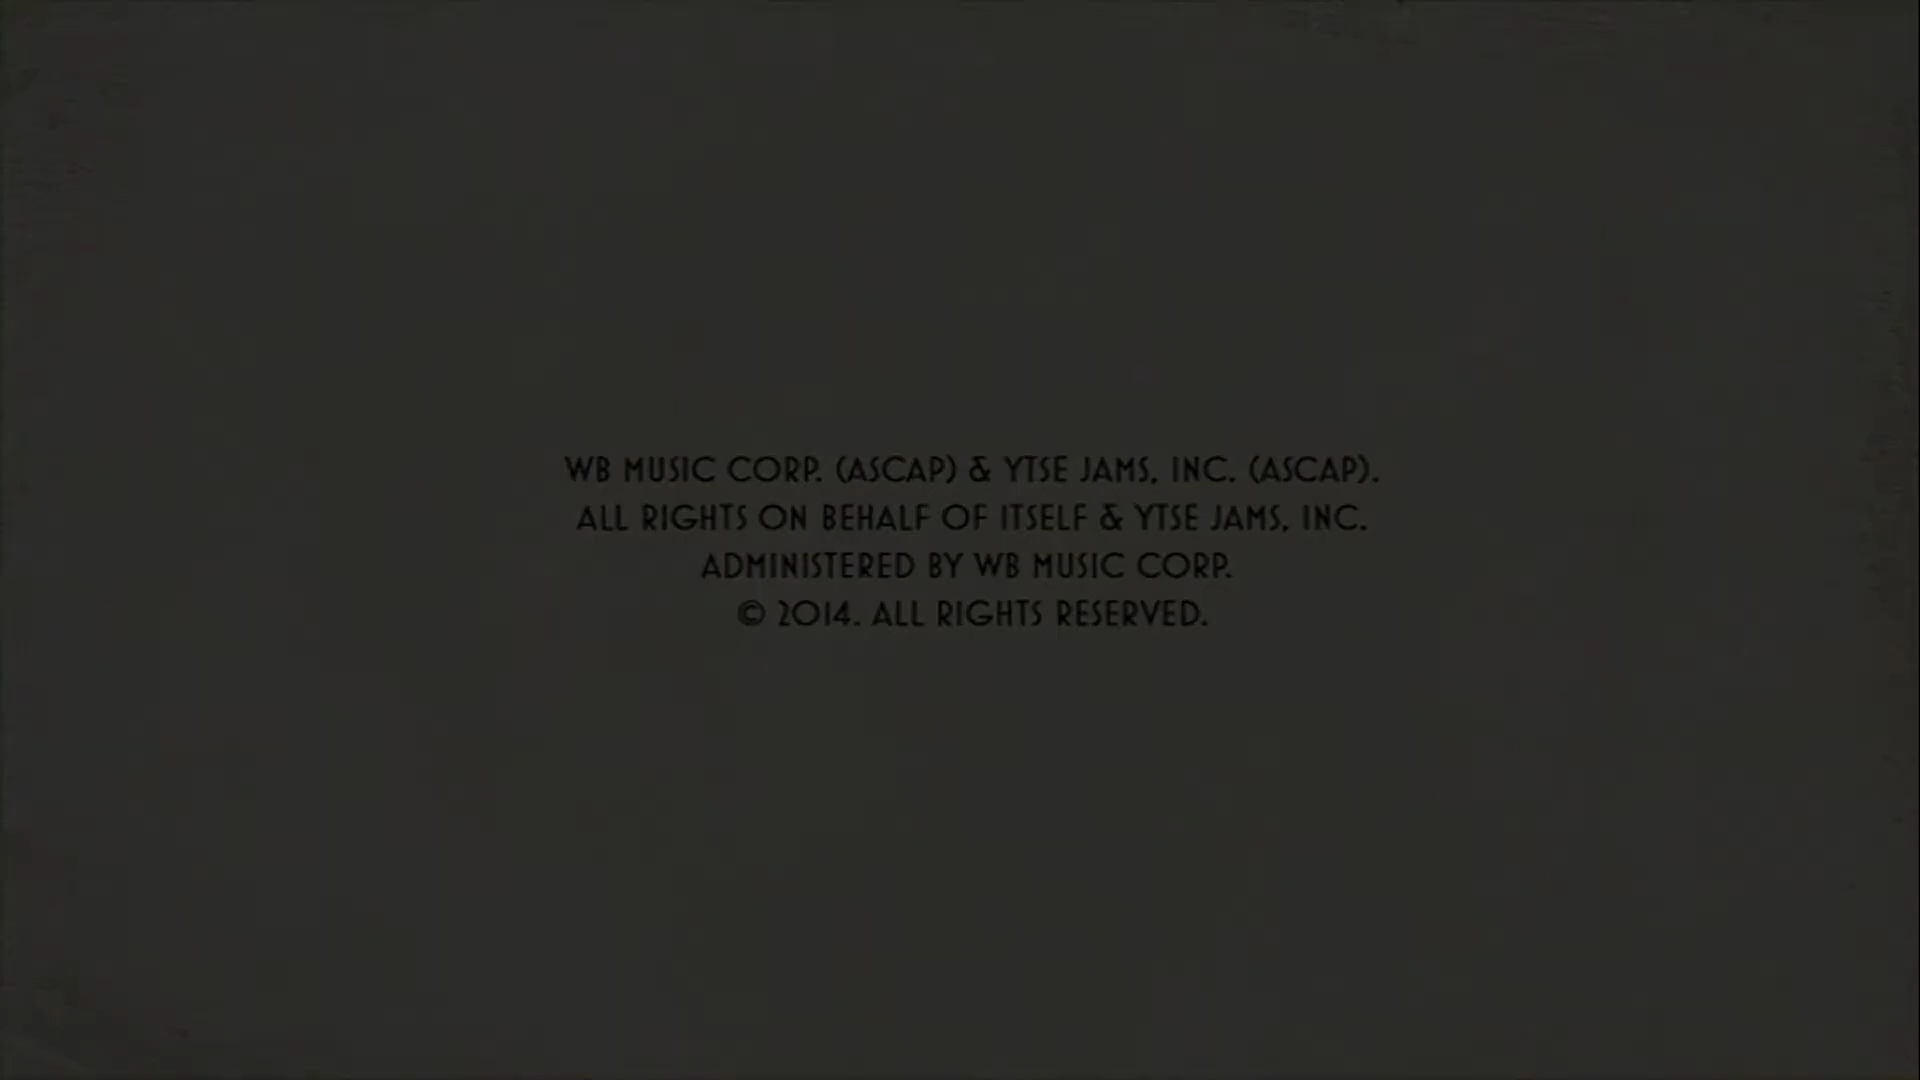 WB MUSIC CORP. (ASCAP) & YTSE JAMS, INC. (ASCAP).
ALL RIGHTS ON BEHALF OF ITSELF & YTSE JAMS, INC.
ADMINISTERED BY WB MUSIC CORP.
© 2014. ALL RIGHTS RESERVED.